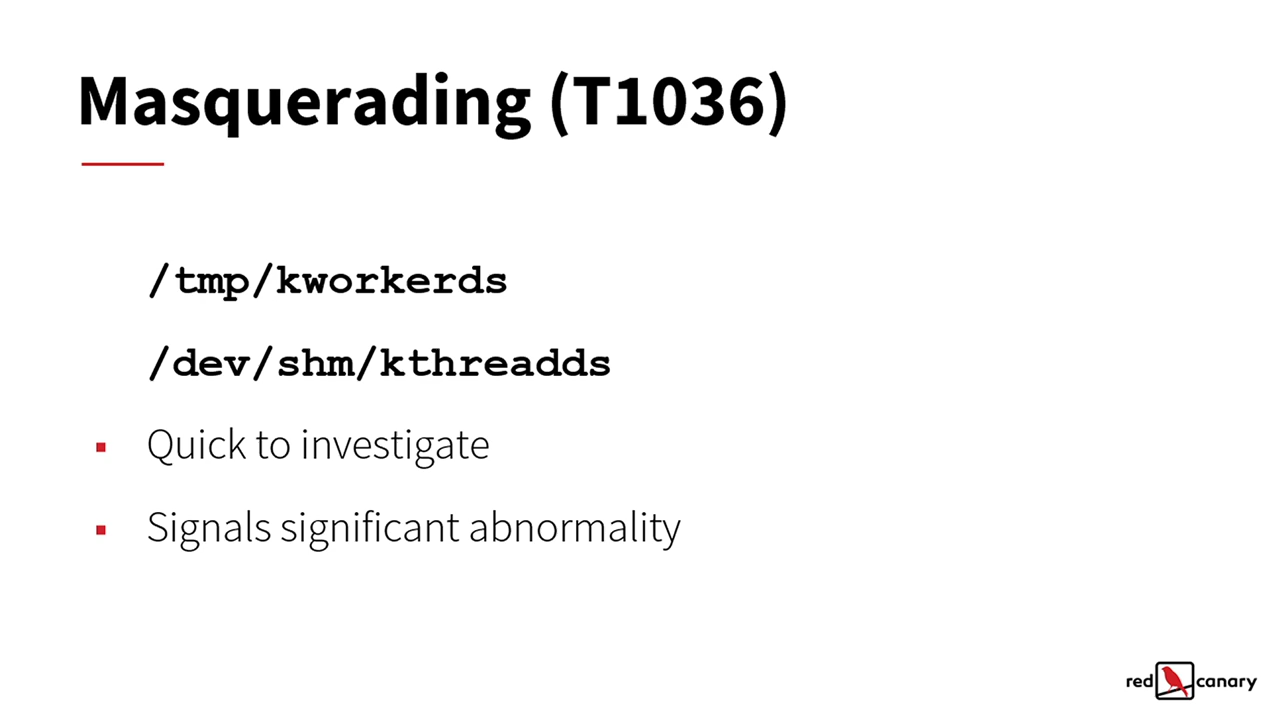 Masquerading (T1036)
/tmp/kworkerds
/dev/shm/kthreadds
▪ Quick to investigate
▪ Signals significant abnormality
red canary